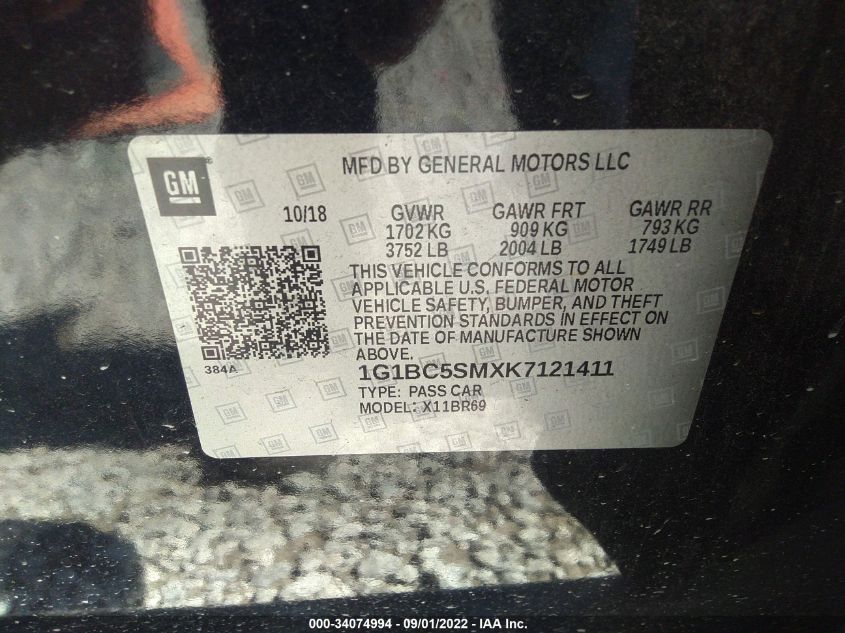 GM
MFD BY GENERAL MOTORS LLC
10/18 GVWR GAWR FRT GAWR RR
1702 KG 909 KG 793 KG
3752 LB 2004 LB 1749 LB
THIS VEHICLE CONFORMS TO ALL
APPLICABLE U.S. FEDERAL MOTOR
VEHICLE SAFETY, BUMPER, AND THEFT
PREVENTION STANDARDS IN EFFECT ON
THE DATE OF MANUFACTURE SHOWN
ABOVE.
384A
1G1BC5SMXK7121411
TYPE: PASS CAR
MODEL: X11BR69
000-34074994 - 09/01/2022 - IAA Inc.